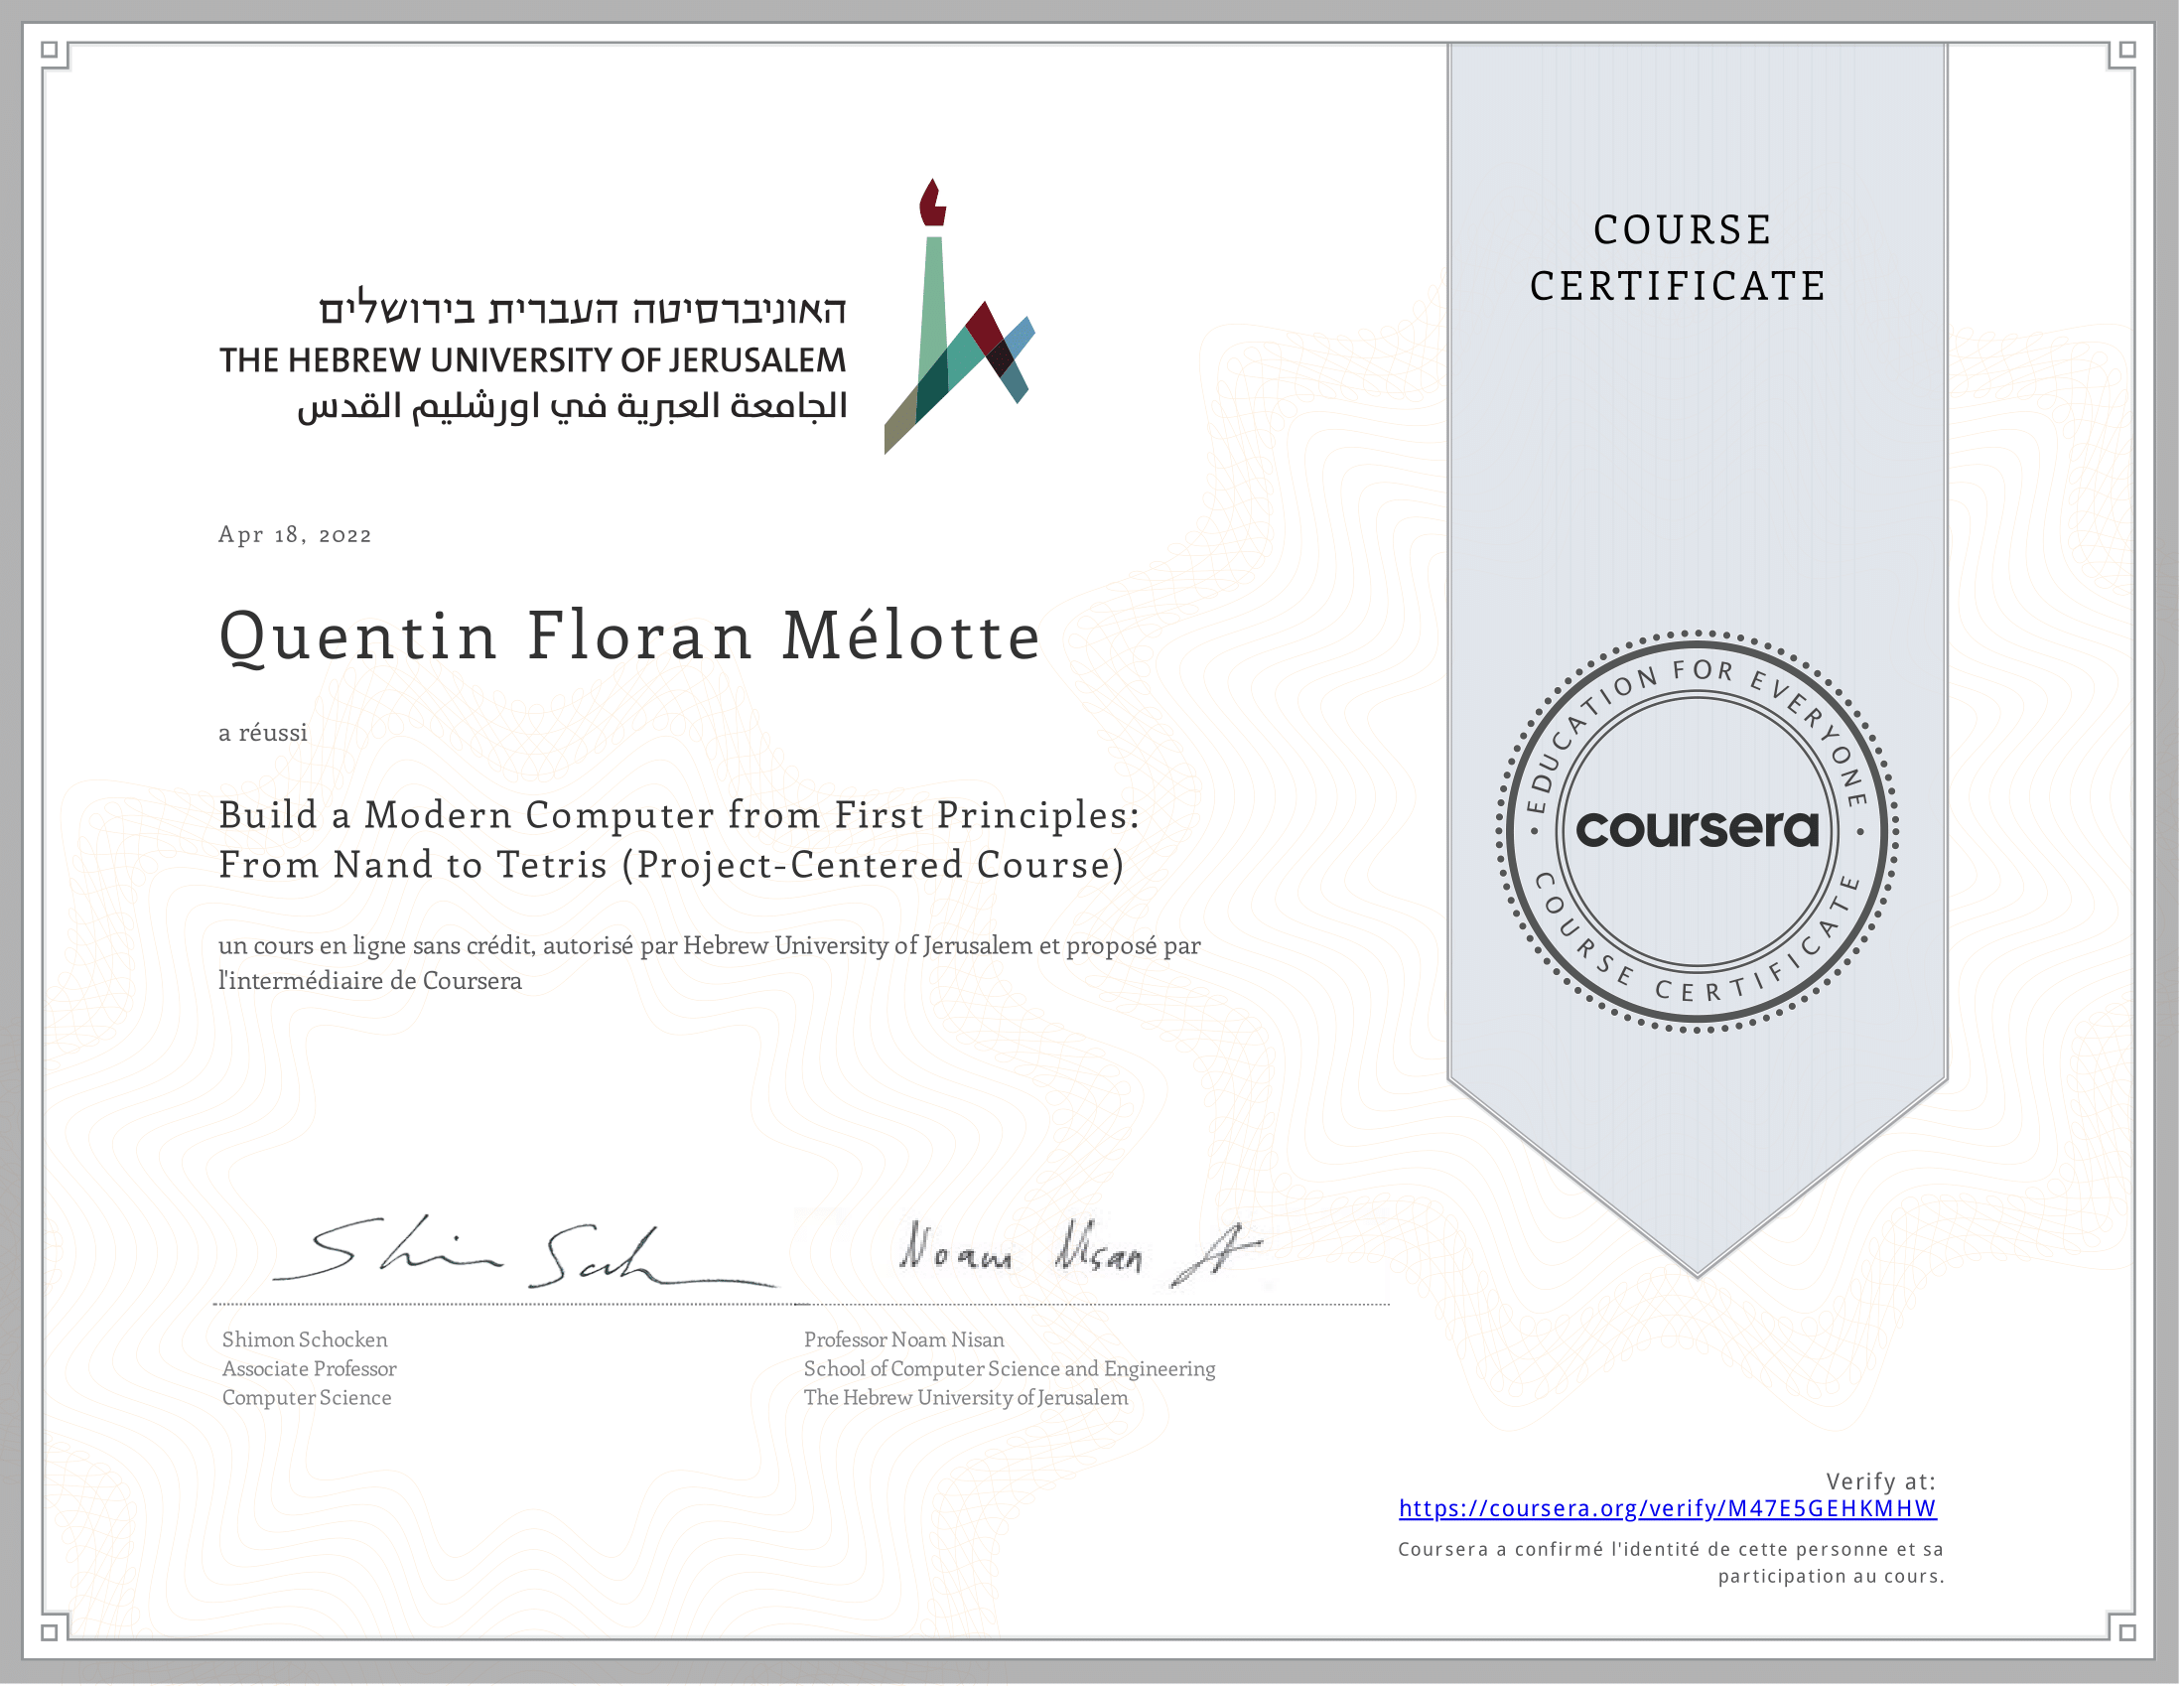 האוניברסיטה העברית בירושלים
THE HEBREW UNIVERSITY OF JERUSALEM
الجامعة العبرية في اورشليم القدس
COURSE
CERTIFICATE
Apr 18, 2022
Quentin Floran Mélotte
a réussi
Build a Modern Computer from First Principles:
From Nand to Tetris (Project-Centered Course)
un cours en ligne sans crédit, autorisé par Hebrew University of Jerusalem et proposé par
l'intermédiaire de Coursera
EDUCATION FOR EVERYONE
coursera
COURSE CERTIFICATE
Noam Nisan
Shimon Schocken
Associate Professor
Computer Science
Professor Noam Nisan
School of Computer Science and Engineering
The Hebrew University of Jerusalem
Verify at:
https://coursera.org/verify/M47E5GEHKMHW
Coursera a confirmé l'identité de cette personne et sa
participation au cours.